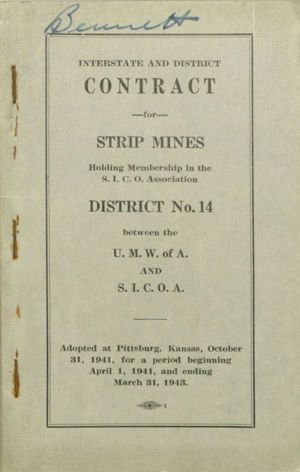 Bennett
INTERSTATE AND DISTRICT
CONTRACT
—for—
STRIP MINES
Holding Membership in the
S. I. C. O. Association
DISTRICT No. 14
between the
U. M. W. of A.
AND
S. I. C. O. A.
Adopted at Pittsburg, Kansas, October
31, 1941, for a period beginning
April 1, 1941, and ending
March 31, 1943.